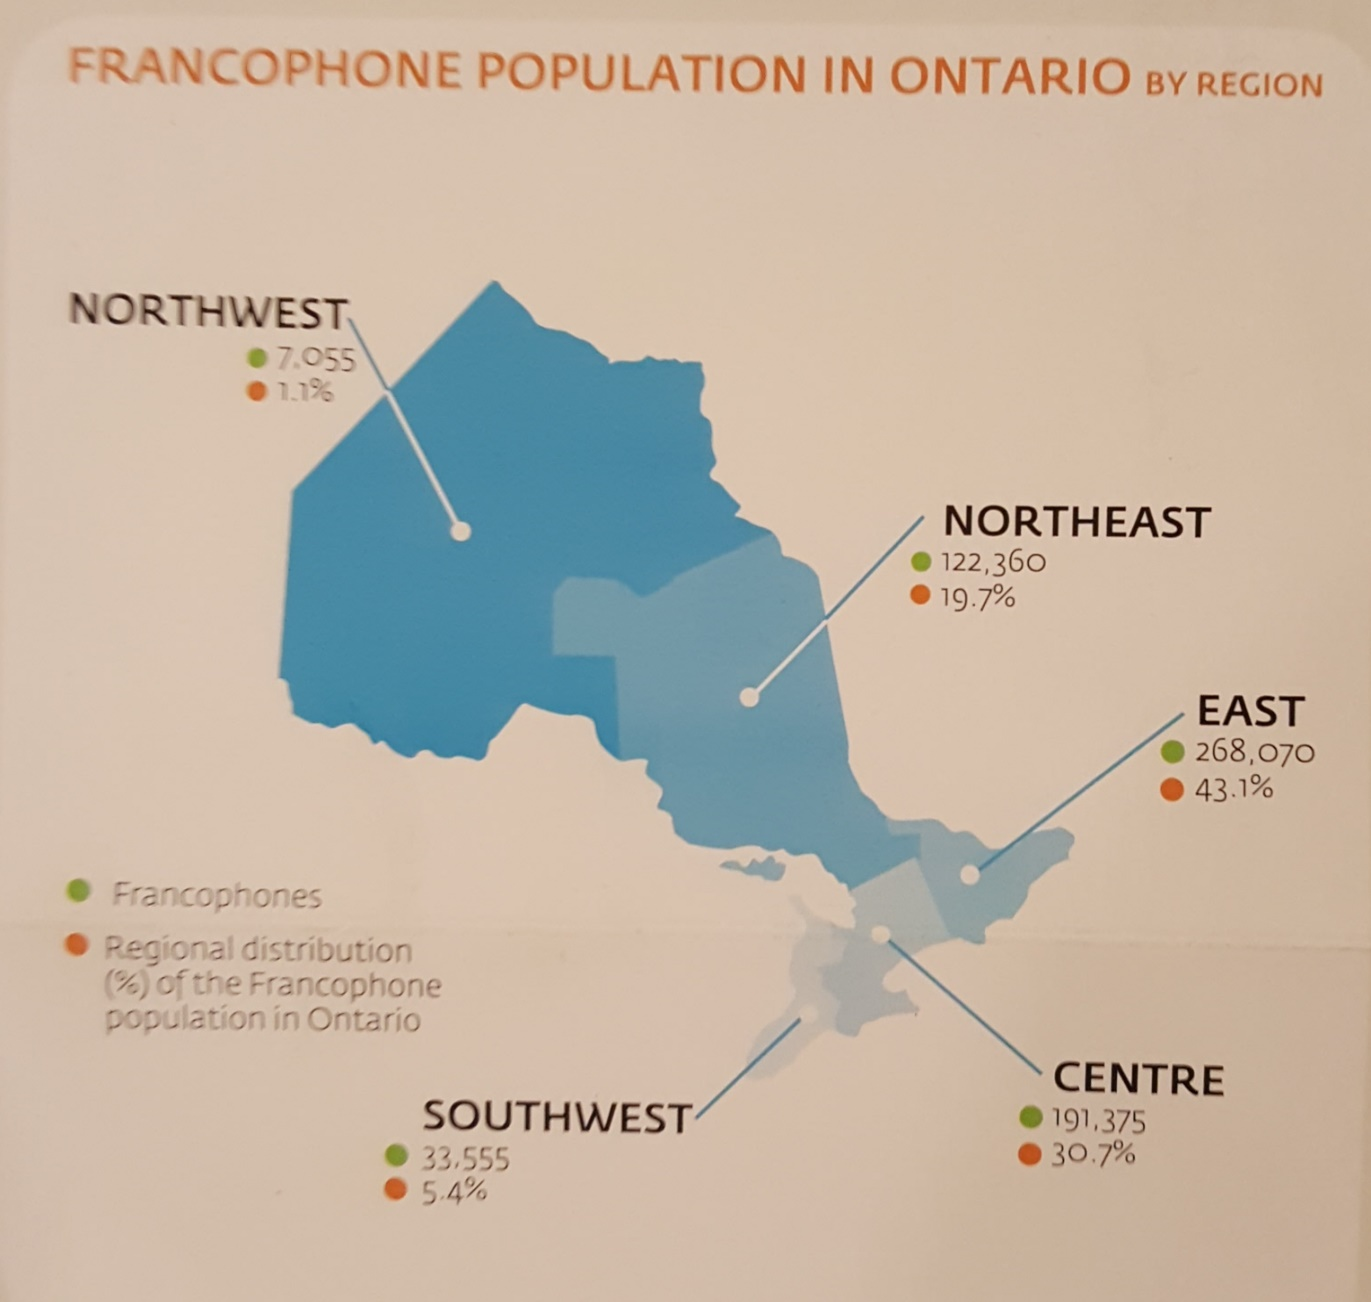 FRANCOPHONE POPULATION IN ONTARIO BY REGION
NORTHWEST
7,055
1.1%
NORTHEAST
122,360
19.7%
EAST
268,070
43.1%
Francophones
Regional distribution
(%) of the Francophone
population in Ontario
CENTRE
191,375
30.7%
SOUTHWEST
33,555
5.4%